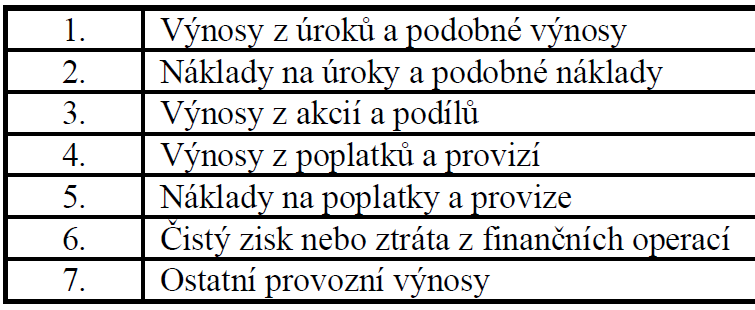 1. Výnosy z úroků a podobné výnosy
2. Náklady na úroky a podobné náklady
3. Výnosy z akcií a podílů
4. Výnosy z poplatků a provizí
5. Náklady na poplatky a provize
6. Čistý zisk nebo ztráta z finančních operací
7. Ostatní provozní výnosy